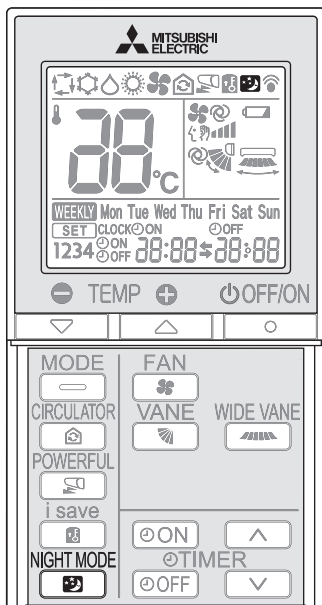 MITSUBISHI
ELECTRIC
88°C
WEEKLY Mon Tue Wed Thu Fri Sat Sun
SET CLOCK ON OFF
1234 ON 88:88 88:88
OFF
TEMP OFF/ON
MODE FAN
CIRCULATOR VANE WIDE VANE
POWERFUL
i save
ON
NIGHT MODE TIMER
OFF